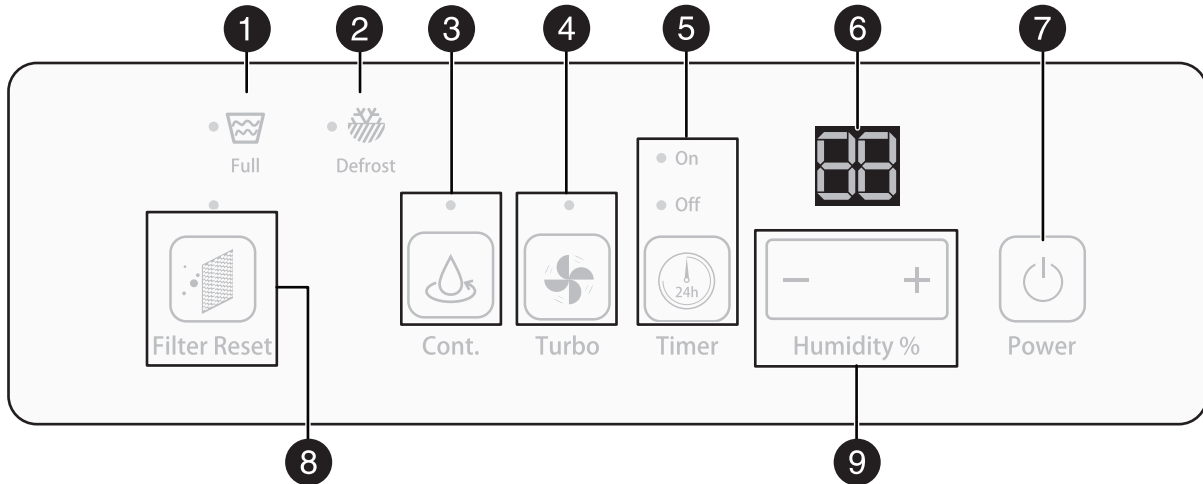 1 2 3 4 5 6 7
Full Defrost
On
Off
88
24h
− +
Filter Reset Cont. Turbo Timer Humidity % Power
8 9